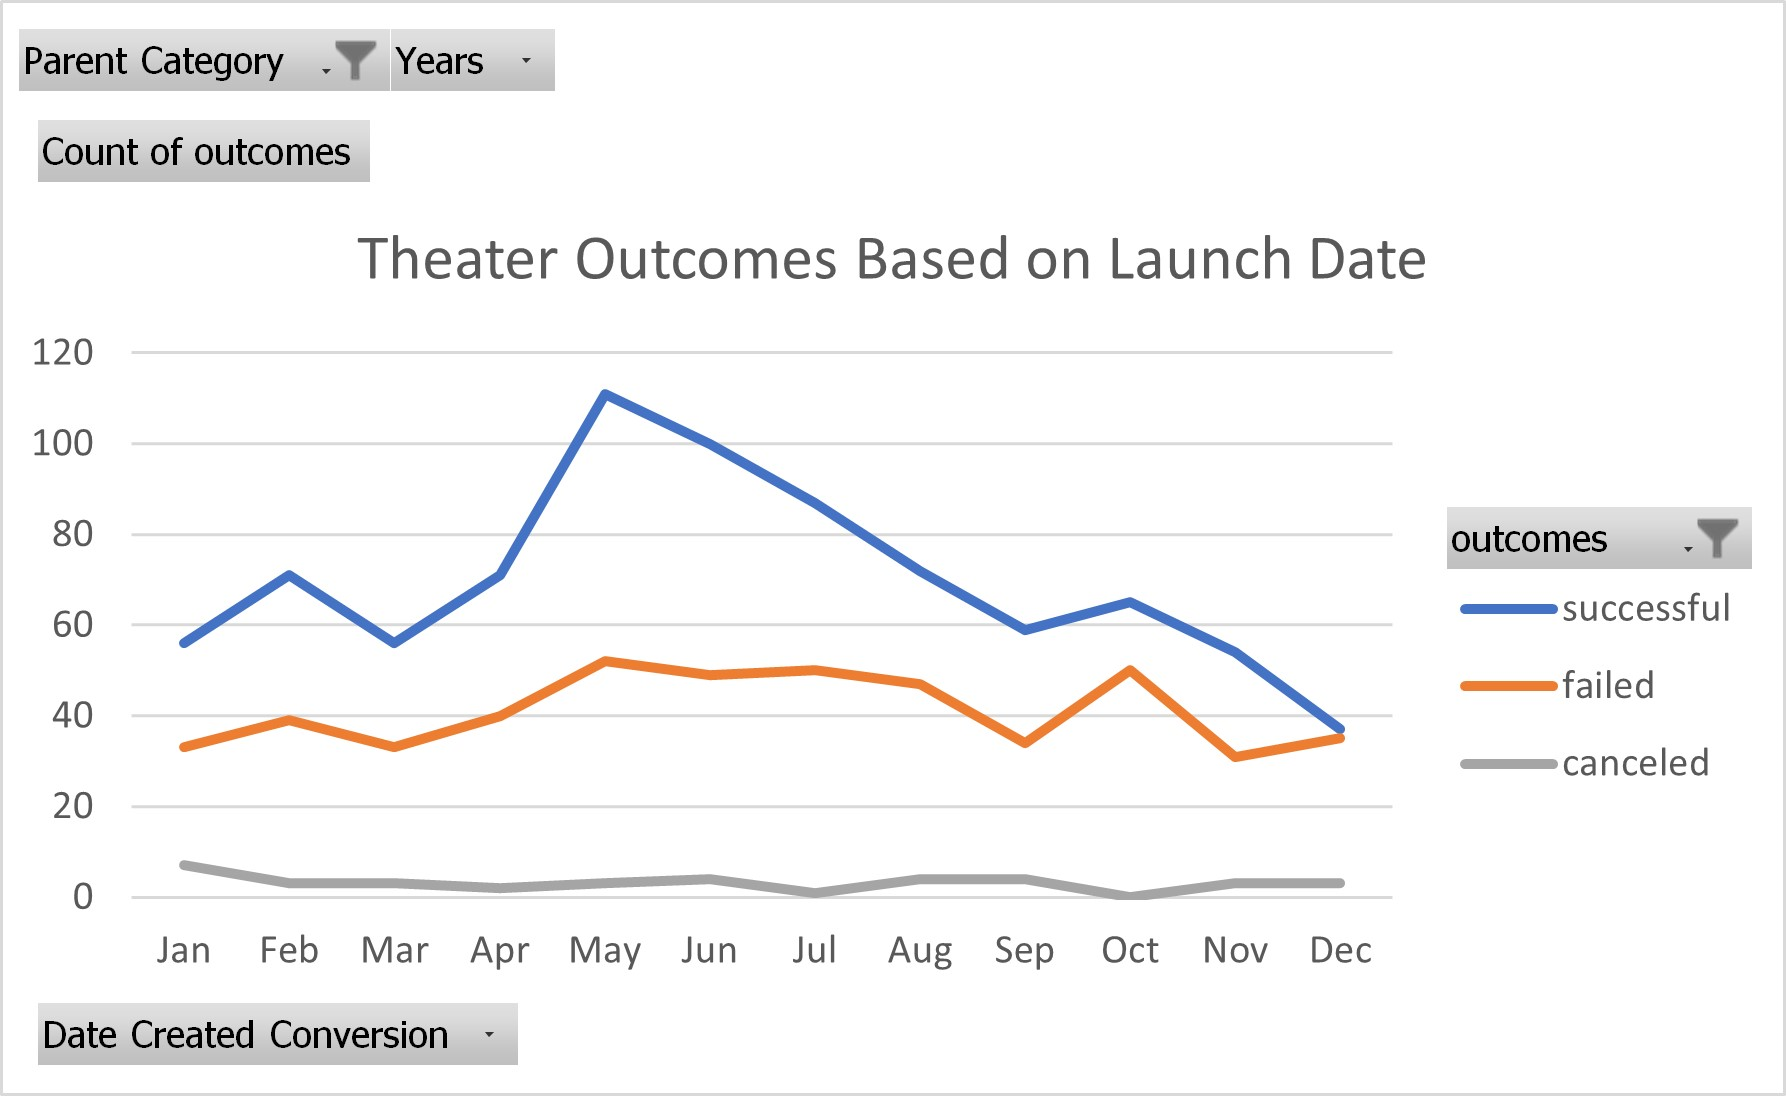 Parent Category Years
Count of outcomes
Theater Outcomes Based on Launch Date
120
100
80
60
40
20
0
Jan Feb Mar Apr May Jun Jul Aug Sep Oct Nov Dec
outcomes
successful
failed
canceled
Date Created Conversion